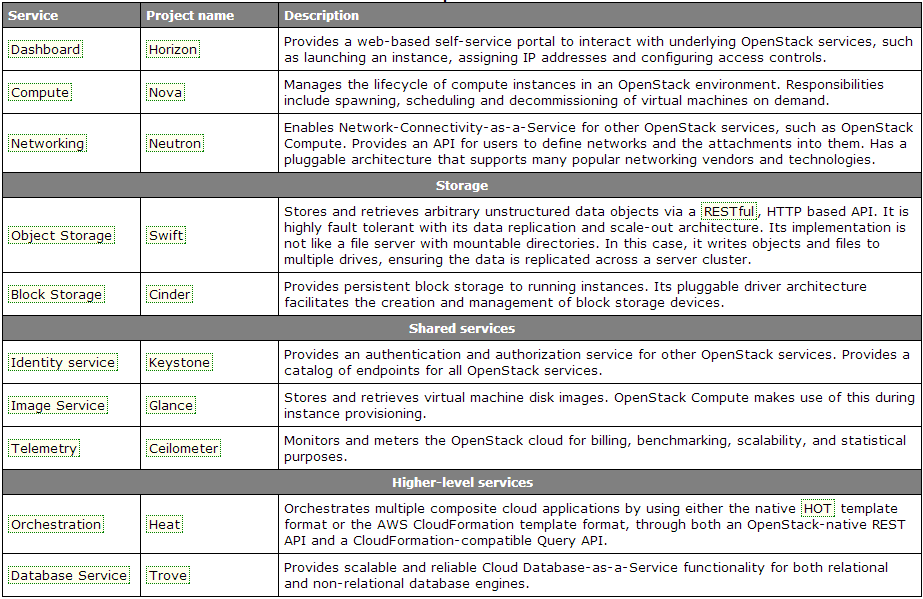 Service Project name Description
Dashboard Horizon Provides a web-based self-service portal to interact with underlying OpenStack services, such
as launching an instance, assigning IP addresses and configuring access controls.
Compute Nova Manages the lifecycle of compute instances in an OpenStack environment. Responsibilities
include spawning, scheduling and decommissioning of virtual machines on demand.
Networking Neutron Enables Network-Connectivity-as-a-Service for other OpenStack services, such as OpenStack
Compute. Provides an API for users to define networks and the attachments into them. Has a
pluggable architecture that supports many popular networking vendors and technologies.
Storage
Object Storage Swift Stores and retrieves arbitrary unstructured data objects via a RESTful, HTTP based API. It is
highly fault tolerant with its data replication and scale-out architecture. Its implementation is
not like a file server with mountable directories. In this case, it writes objects and files to
multiple drives, ensuring the data is replicated across a server cluster.
Block Storage Cinder Provides persistent block storage to running instances. Its pluggable driver architecture
facilitates the creation and management of block storage devices.
Shared services
Identity service Keystone Provides an authentication and authorization service for other OpenStack services. Provides a
catalog of endpoints for all OpenStack services.
Image Service Glance Stores and retrieves virtual machine disk images. OpenStack Compute makes use of this during
instance provisioning.
Telemetry Ceilometer Monitors and meters the OpenStack cloud for billing, benchmarking, scalability, and statistical
purposes.
Higher-level services
Orchestration Heat Orchestrates multiple composite cloud applications by using either the native HOT template
format or the AWS CloudFormation template format, through both an OpenStack-native REST
API and a CloudFormation-compatible Query API.
Database Service Trove Provides scalable and reliable Cloud Database-as-a-Service functionality for both relational
and non-relational database engines.